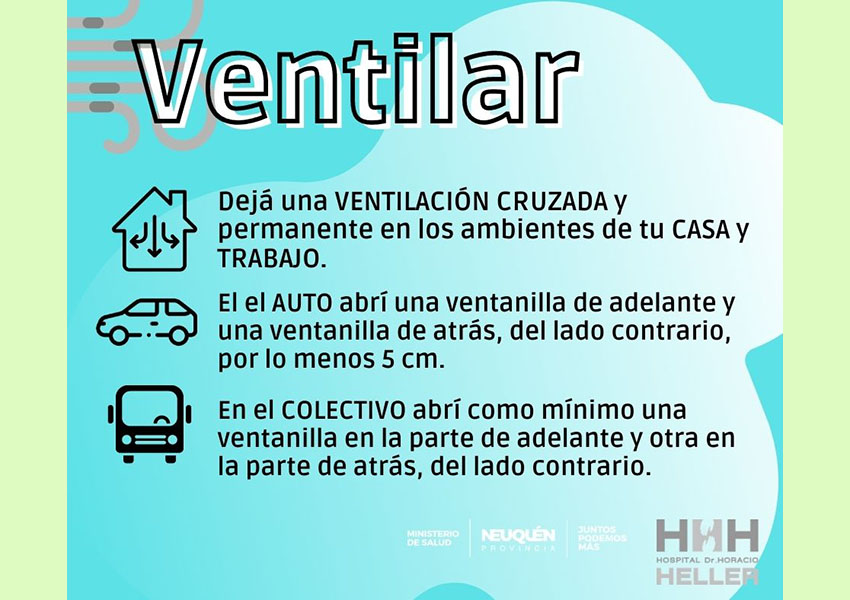 Ventilar
Dejá una VENTILACIÓN CRUZADA y
permanente en los ambientes de tu CASA y
TRABAJO.
El el AUTO abrí una ventanilla de adelante y
una ventanilla de atrás, del lado contrario,
por lo menos 5 cm.
En el COLECTIVO abrí como mínimo una
ventanilla en la parte de adelante y otra en
la parte de atrás, del lado contrario.
MINISTERIO
DE SALUD
NEUQUÉN
PROVINCIA
JUNTOS
PODEMOS
MÁS
HHH
HOSPITAL Dr. HORACIO
HELLER